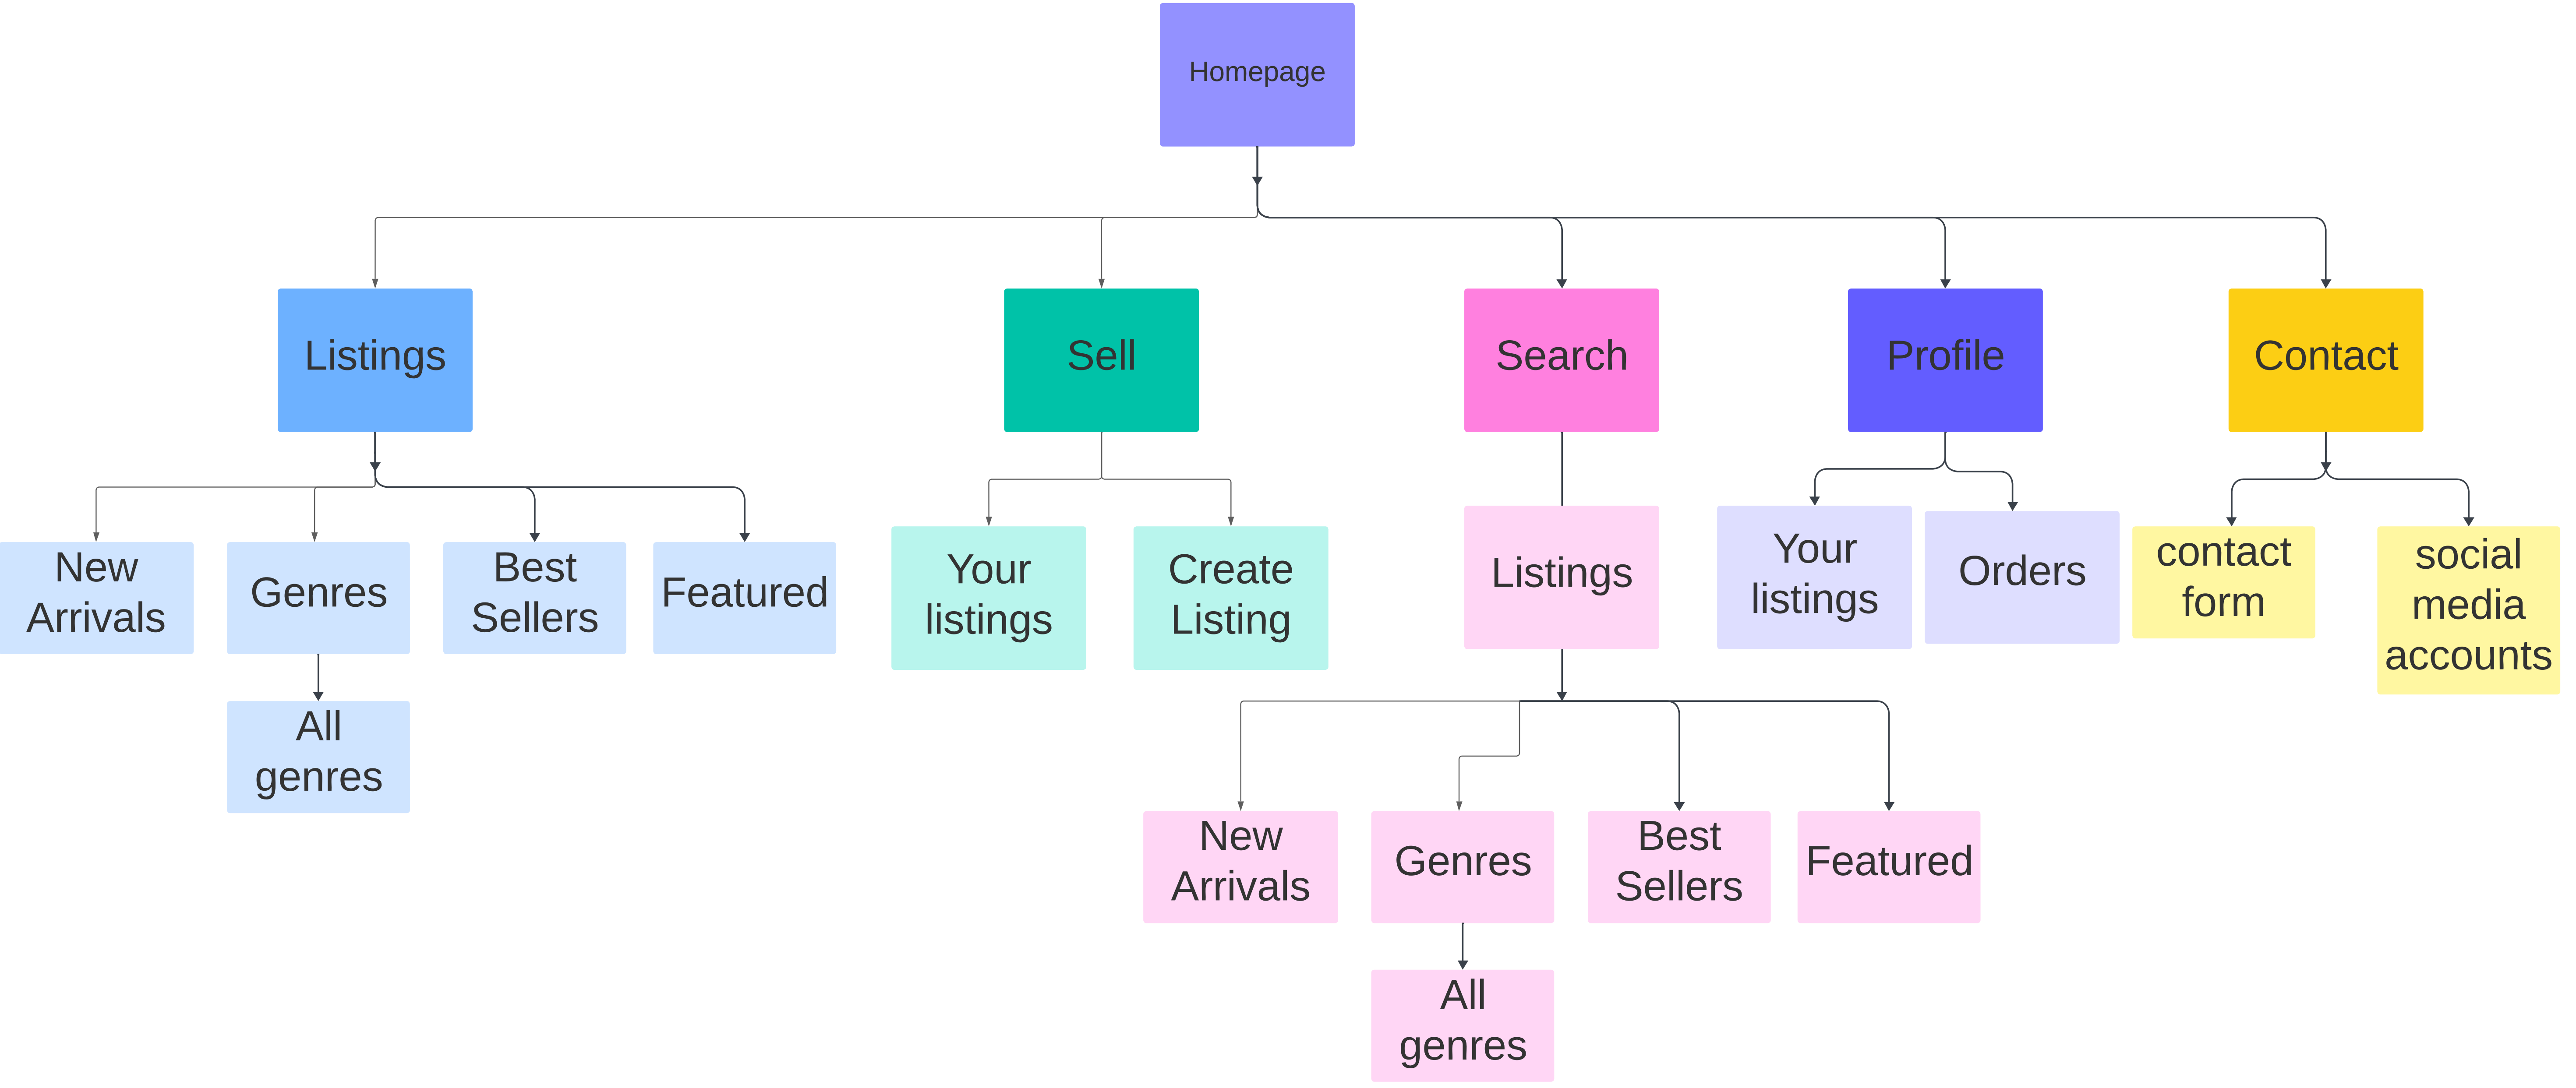 Homepage
Listings
Sell
Search
Profile
Contact
New
Arrivals
Genres
Best
Sellers
Featured
Your
listings
Create
Listing
Listings
Your
listings
Orders
contact
form
social
media
accounts
All
genres
New
Arrivals
Genres
Best
Sellers
Featured
All
genres